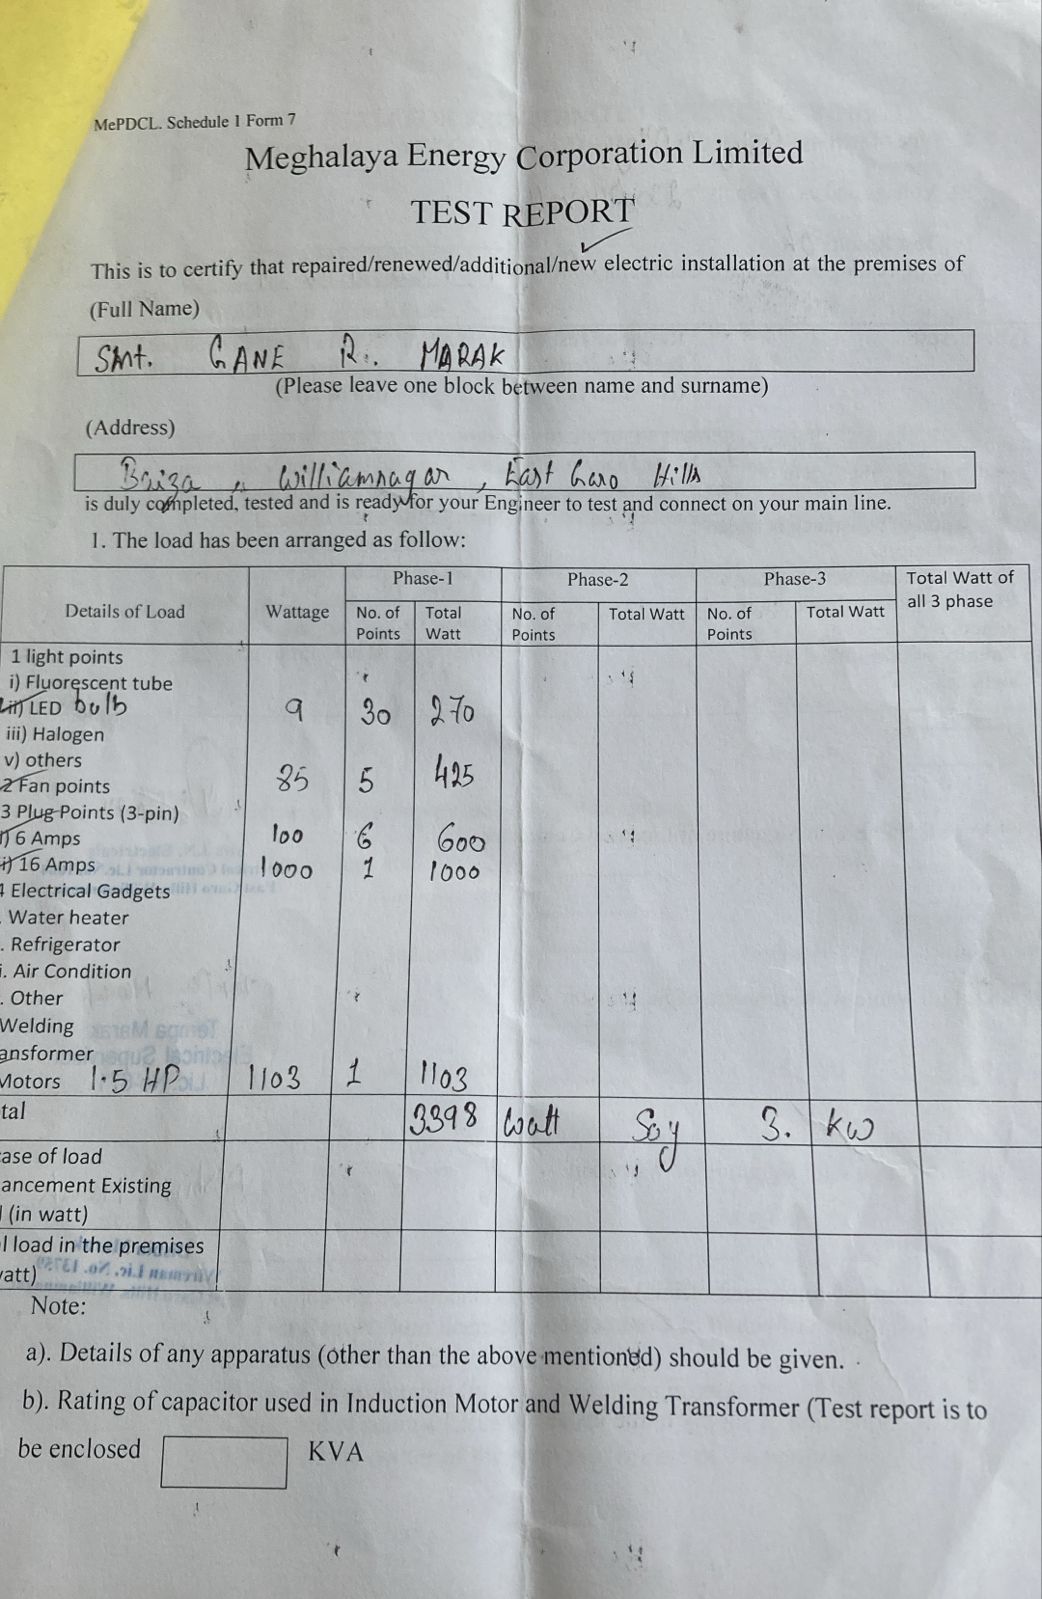 MePDCL. Schedule 1 Form 7
Meghalaya Energy Corporation Limited
TEST REPORT
This is to certify that repaired/renewed/additional/new electric installation at the premises of
(Full Name)
Smt. GANE R. MARAK
(Please leave one block between name and surname)
(Address)
Williamnagar, East Garo Hills
is duly completed, tested and is ready for your Engineer to test and connect on your main line.
1. The load has been arranged as follow:
Details of Load Wattage Phase-1 Phase-2 Phase-3 Total Watt of all 3 phase
No. of Points Total Watt No. of Points Total Watt No. of Points Total Watt
1 light points
i) Fluorescent tube
ii) LED bulb 9 30 270
iii) Halogen
v) others
2 Fan points 85 5 425
3 Plug Points (3-pin)
i) 6 Amps 100 6 600
i) 16 Amps 1000 1 1000
4 Electrical Gadgets
. Water heater
. Refrigerator
i. Air Condition
. Other
Welding
ansformer
Motors 1.5 HP 1103 1 1103
tal 3398 Watt Say 3. KW
ase of load
ancement Existing
(in watt)
l load in the premises
att)
Note:
a). Details of any apparatus (other than the above mentioned) should be given.
b). Rating of capacitor used in Induction Motor and Welding Transformer (Test report is to
be enclosed KVA